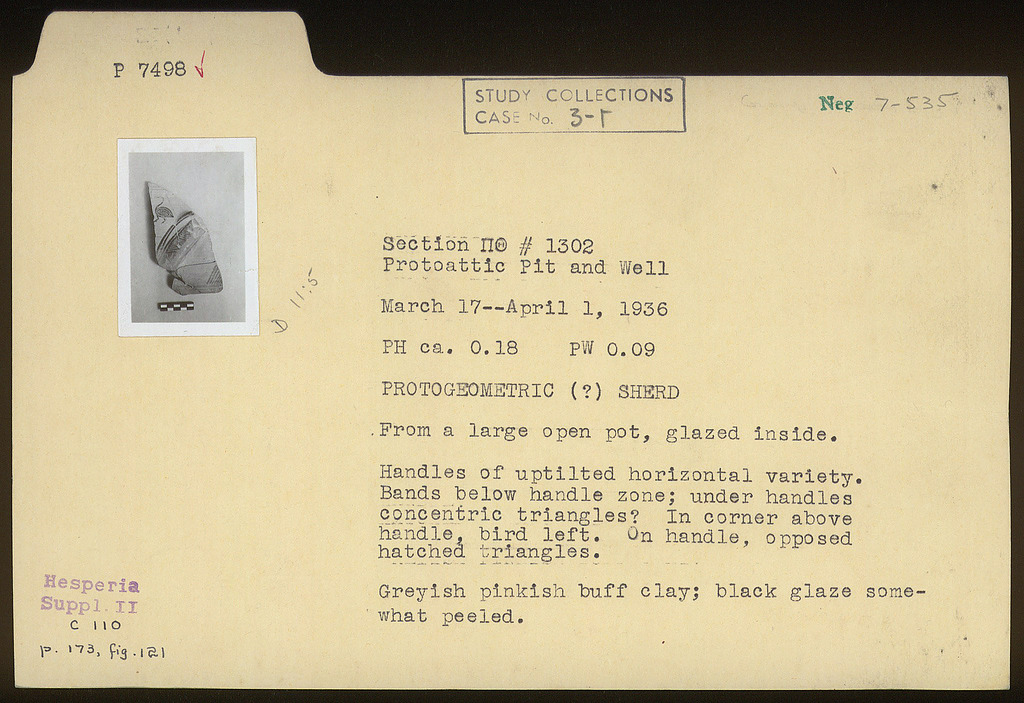 P 7498 ✓
STUDY COLLECTIONS
CASE No. 3-Γ
Neg 7-535
D 11:5
Section ΠΘ # 1302
Protoattic Pit and Well
March 17--April 1, 1936
PH ca. 0.18 PW 0.09
PROTOGEOMETRIC (?) SHERD
From a large open pot, glazed inside.
Handles of uptilted horizontal variety.
Bands below handle zone; under handles
concentric triangles? In corner above
handle, bird left. On handle, opposed
hatched triangles.
Greyish pinkish buff clay; black glaze some-
what peeled.
Hesperia
Suppl. II
C 110
p. 173, fig. 121